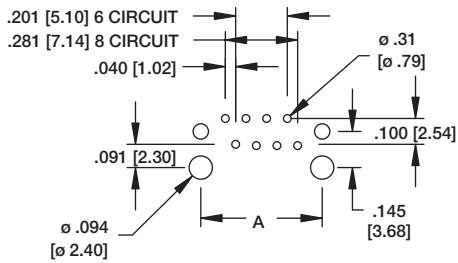 .201 [5.10] 6 CIRCUIT
.281 [7.14] 8 CIRCUIT
.040 [1.02]
ø .31
[ø .79]
.100 [2.54]
.091 [2.30]
A
ø .094
[ø 2.40]
.145
[3.68]